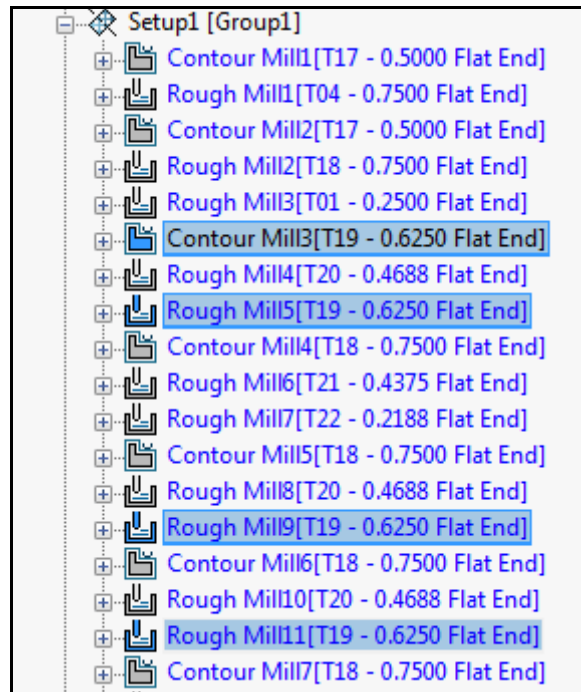 Setup1 [Group1]
Contour Mill1[T17 - 0.5000 Flat End]
Rough Mill1[T04 - 0.7500 Flat End]
Contour Mill2[T17 - 0.5000 Flat End]
Rough Mill2[T18 - 0.7500 Flat End]
Rough Mill3[T01 - 0.2500 Flat End]
Contour Mill3[T19 - 0.6250 Flat End]
Rough Mill4[T20 - 0.4688 Flat End]
Rough Mill5[T19 - 0.6250 Flat End]
Contour Mill4[T18 - 0.7500 Flat End]
Rough Mill6[T21 - 0.4375 Flat End]
Rough Mill7[T22 - 0.2188 Flat End]
Contour Mill5[T18 - 0.7500 Flat End]
Rough Mill8[T20 - 0.4688 Flat End]
Rough Mill9[T19 - 0.6250 Flat End]
Contour Mill6[T18 - 0.7500 Flat End]
Rough Mill10[T20 - 0.4688 Flat End]
Rough Mill11[T19 - 0.6250 Flat End]
Contour Mill7[T18 - 0.7500 Flat End]